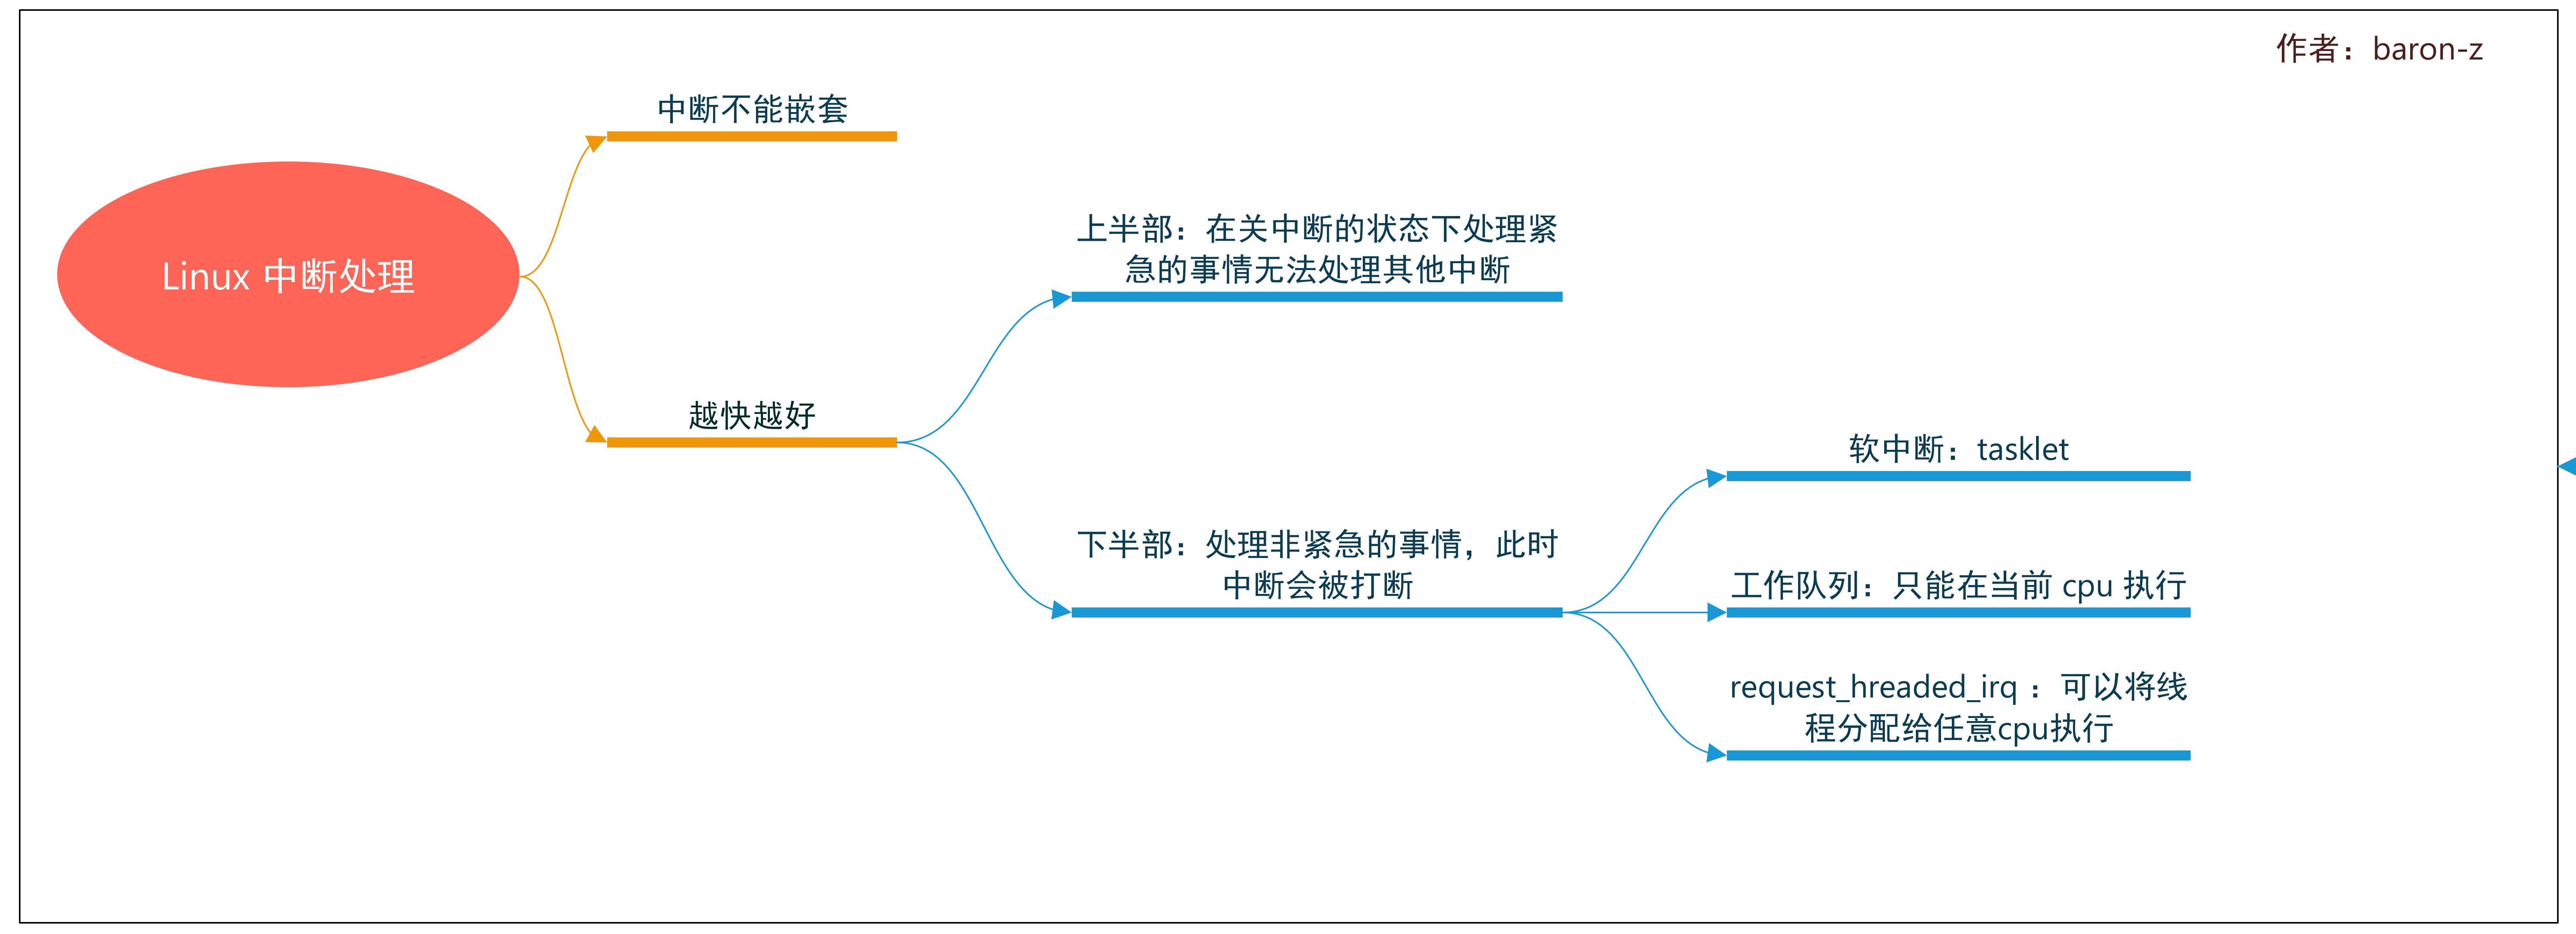 作者：baron-z
中断不能嵌套
Linux 中断处理
越快越好
上半部：在关中断的状态下处理紧
急的事情无法处理其他中断
下半部：处理非紧急的事情，此时
中断会被打断
软中断：tasklet
工作队列：只能在当前 cpu 执行
request_hreaded_irq ：可以将线
程分配给任意cpu执行